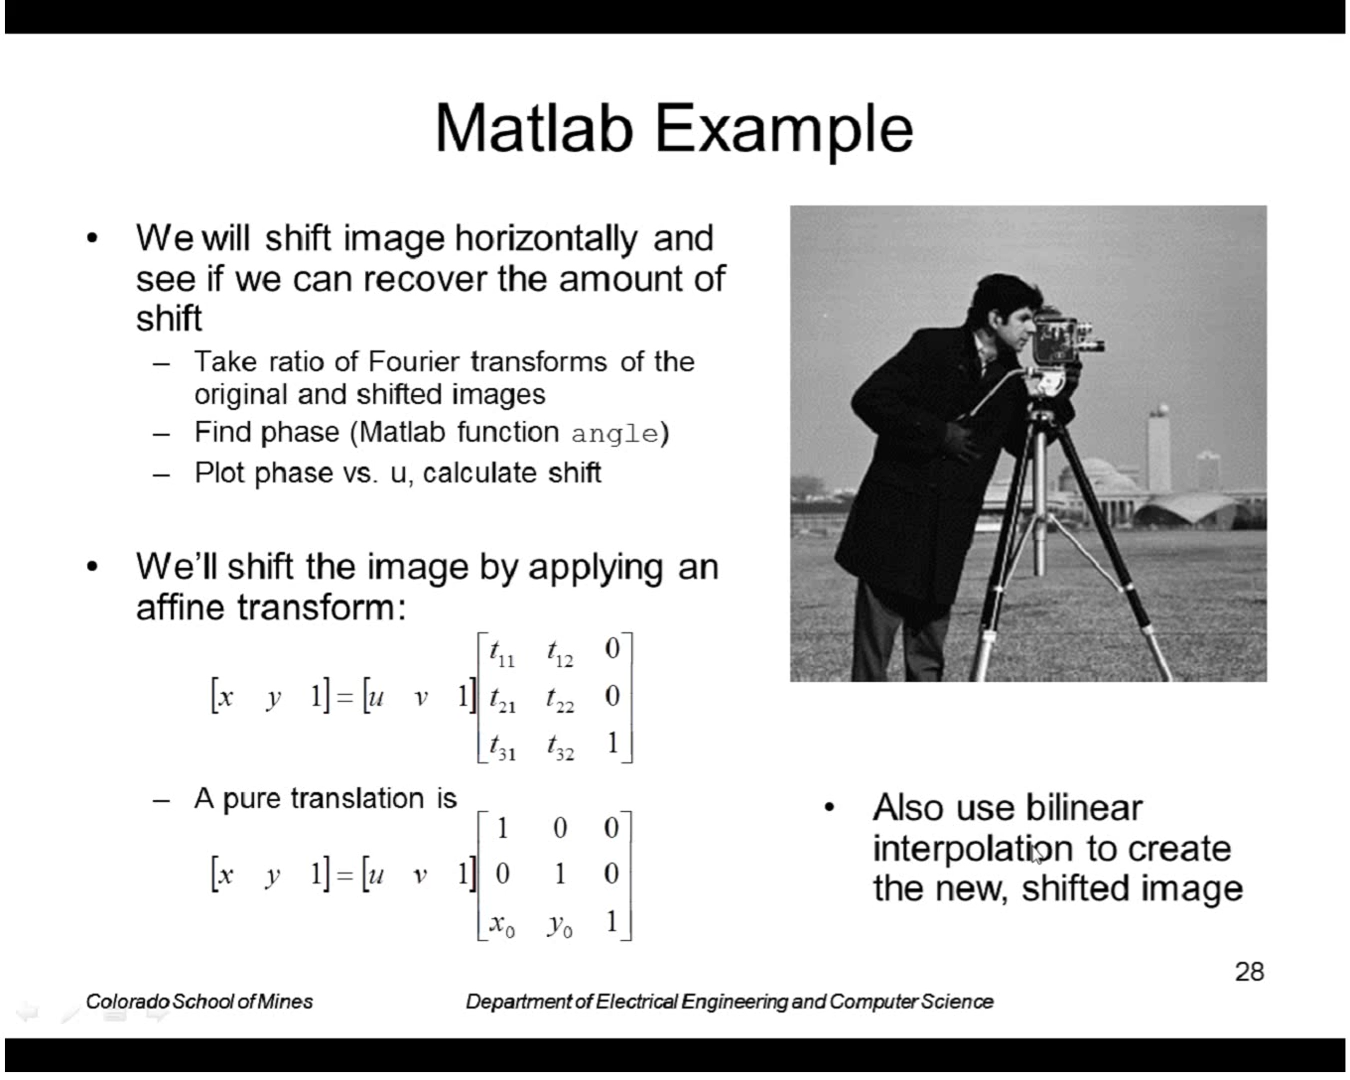 Matlab Example
• We will shift image horizontally and
see if we can recover the amount of
shift
– Take ratio of Fourier transforms of the
original and shifted images
– Find phase (Matlab function angle)
– Plot phase vs. u, calculate shift
• We’ll shift the image by applying an
affine transform:
[x y 1] = [u v 1] [t₁₁ t₁₂ 0
t₂₁ t₂₂ 0
t₃₁ t₃₂ 1]
– A pure translation is
[x y 1] = [u v 1] [1 0 0
0 1 0
x₀ y₀ 1]
• Also use bilinear
interpolation to create
the new, shifted image
28
Colorado School of Mines
Department of Electrical Engineering and Computer Science